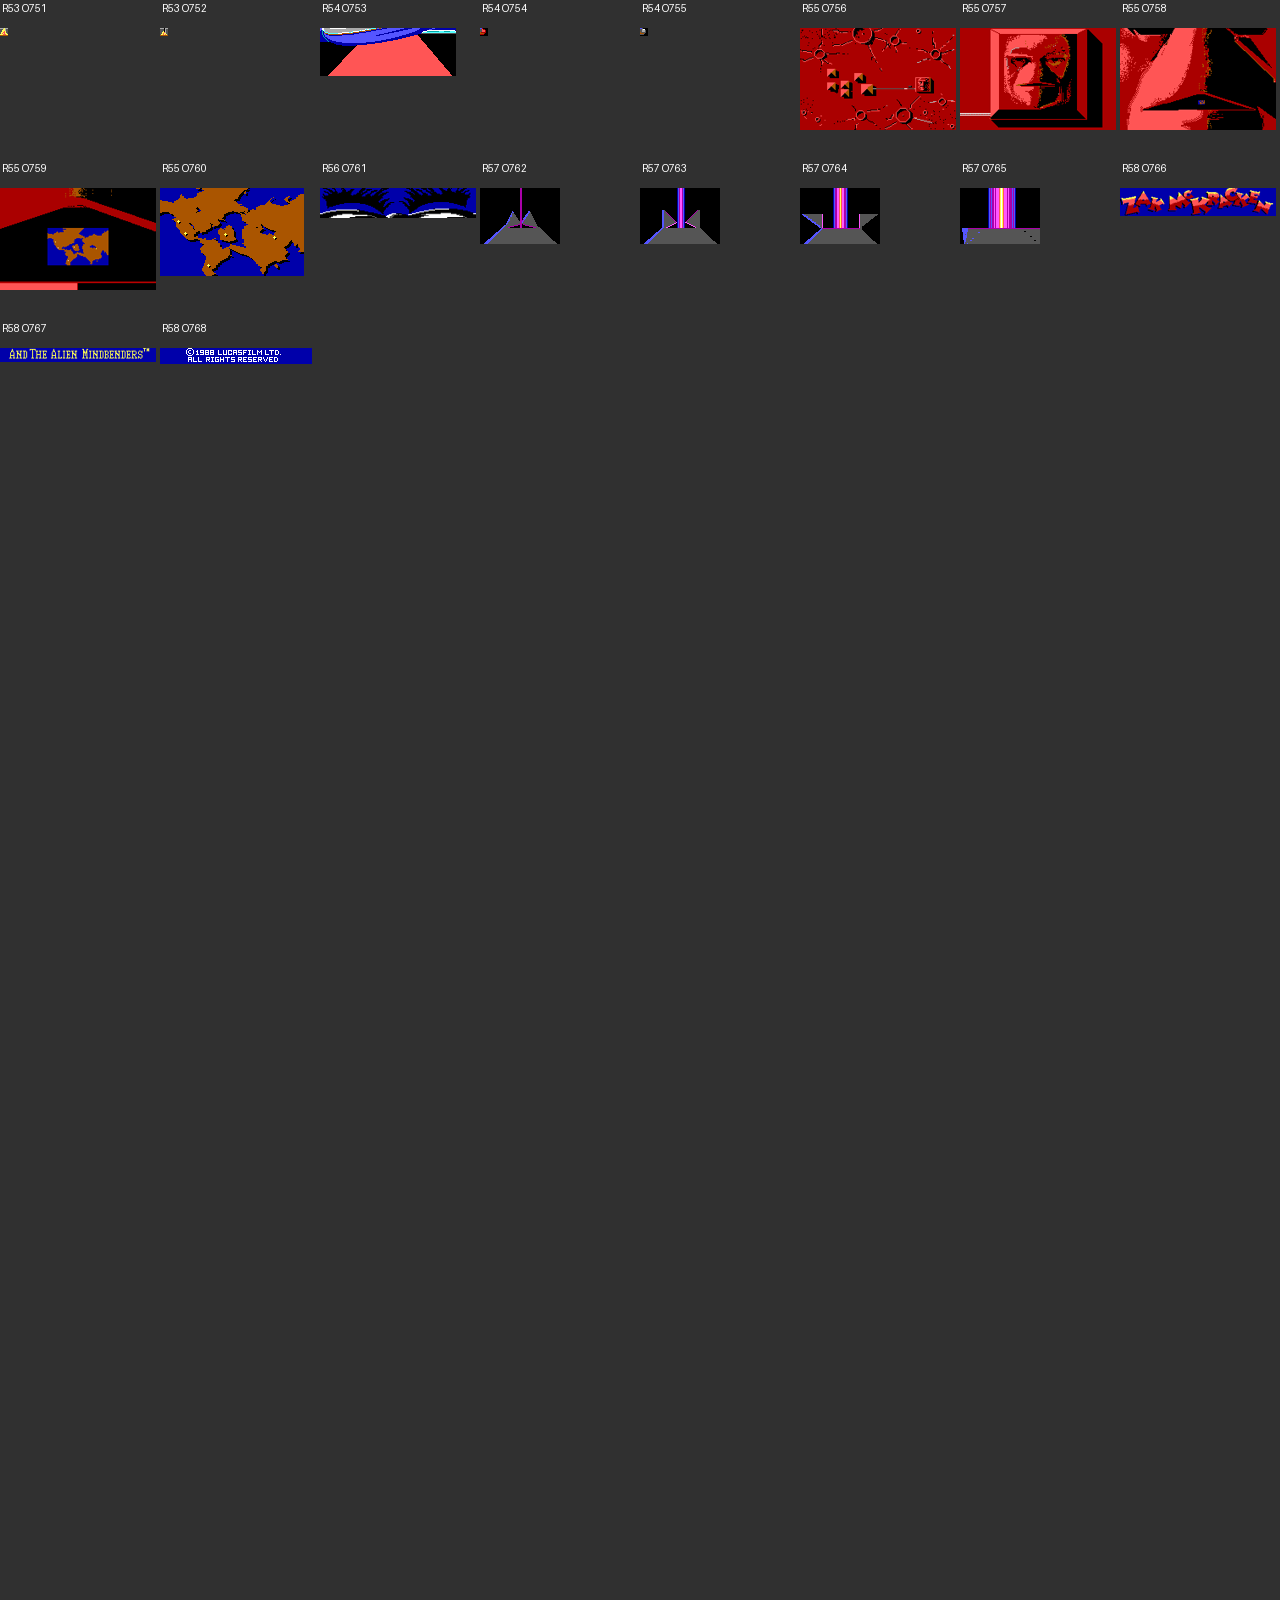 R53 O751
R53 O752
R54 O753
R54 O754
R54 O755
R55 O756
R55 O757
R55 O758
R55 O759
R55 O760
R56 O761
R57 O762
R57 O763
R57 O764
R57 O765
R58 O766
ZAK MCKRACKEN
R58 O767
R58 O768
AND THE ALIEN MINDBENDERS™
©1988 LUCASFILM LTD.
ALL RIGHTS RESERVED